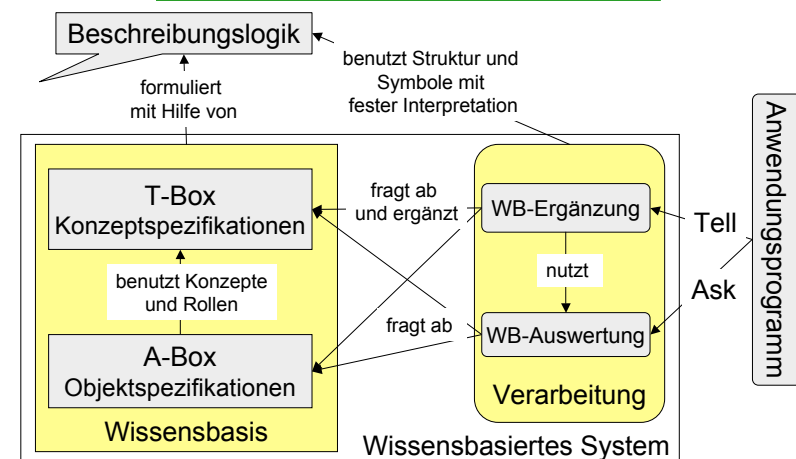 Beschreibungslogik
benutzt Struktur und
Symbole mit
fester Interpretation
formuliert
mit Hilfe von
T-Box
Konzeptspezifikationen
benutzt Konzepte
und Rollen
A-Box
Objektspezifikationen
Wissensbasis
fragt ab
und ergänzt
fragt ab
WB-Ergänzung
nutzt
WB-Auswertung
Verarbeitung
Wissensbasiertes System
Tell
Ask
Anwendungsprogramm